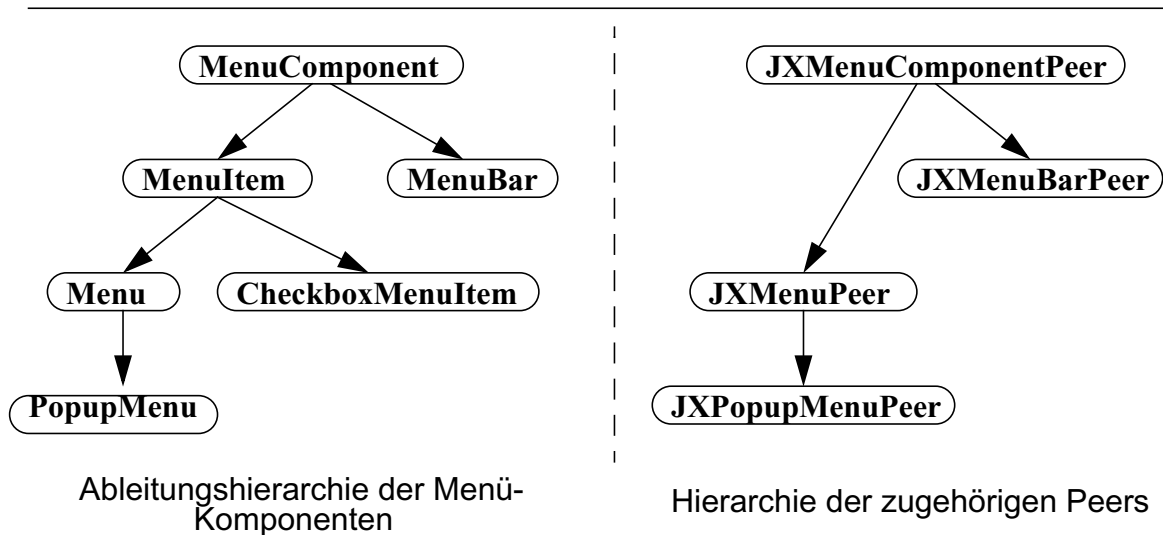 MenuComponent
JXMenuComponentPeer
MenuItem
MenuBar
JXMenuBarPeer
Menu
CheckboxMenuItem
JXMenuPeer
PopupMenu
JXPopupMenuPeer
Ableitungshierarchie der Menü-
Komponenten
Hierarchie der zugehörigen Peers